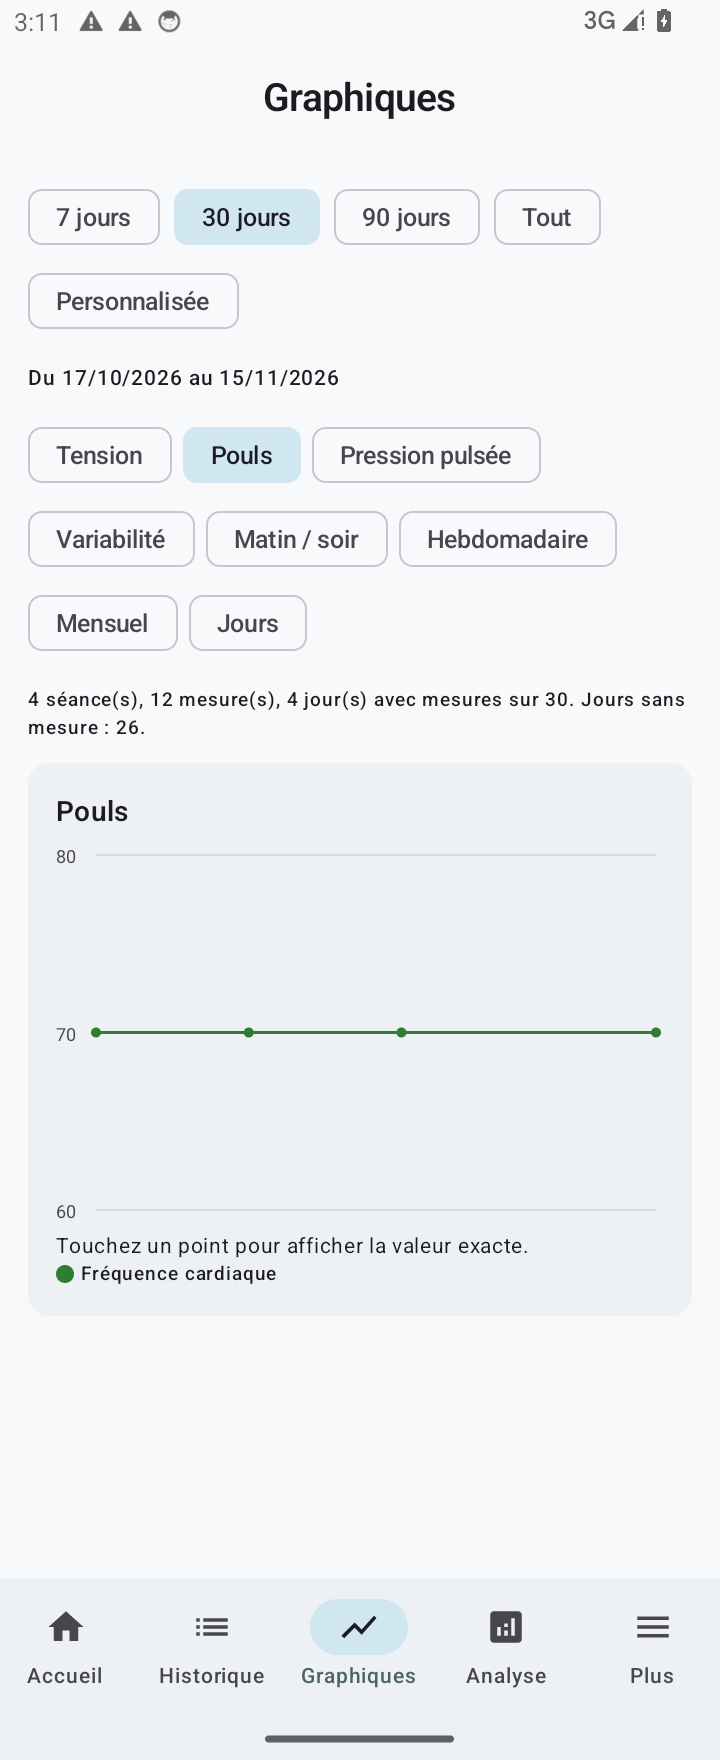 3:11
3G
Graphiques
7 jours
30 jours
90 jours
Tout
Personnalisée
Du 17/10/2026 au 15/11/2026
Tension
Pouls
Pression pulsée
Variabilité
Matin / soir
Hebdomadaire
Mensuel
Jours
4 séance(s), 12 mesure(s), 4 jour(s) avec mesures sur 30. Jours sans
mesure : 26.
Pouls
80
70
60
Touchez un point pour afficher la valeur exacte.
Fréquence cardiaque
Accueil
Historique
Graphiques
Analyse
Plus